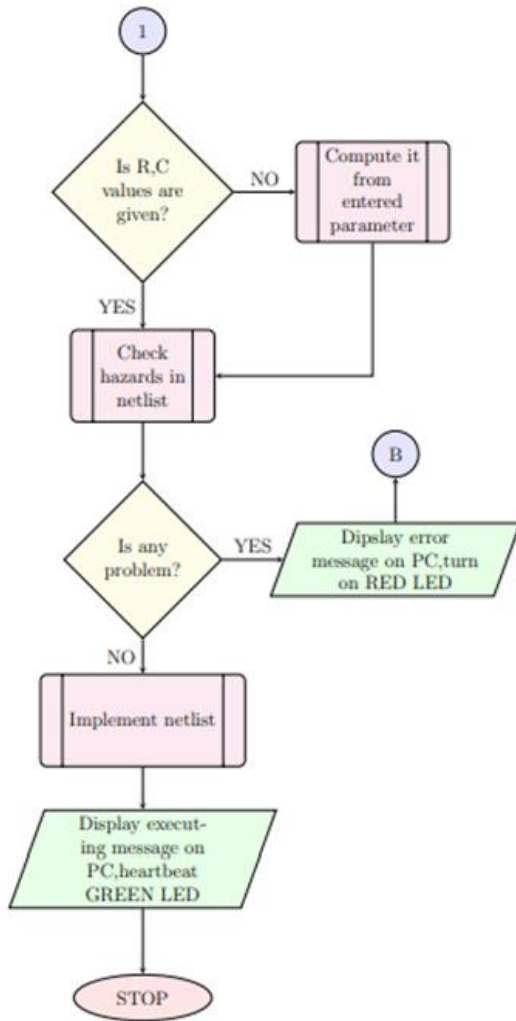 1
Is R,C
values are
given?
NO
Compute it
from
entered
parameter
YES
Check
hazards in
netlist
B
Is any
problem?
YES
Dipslay error
message on PC,turn
on RED LED
NO
Implement netlist
Display execut-
ing message on
PC,heartbeat
GREEN LED
STOP